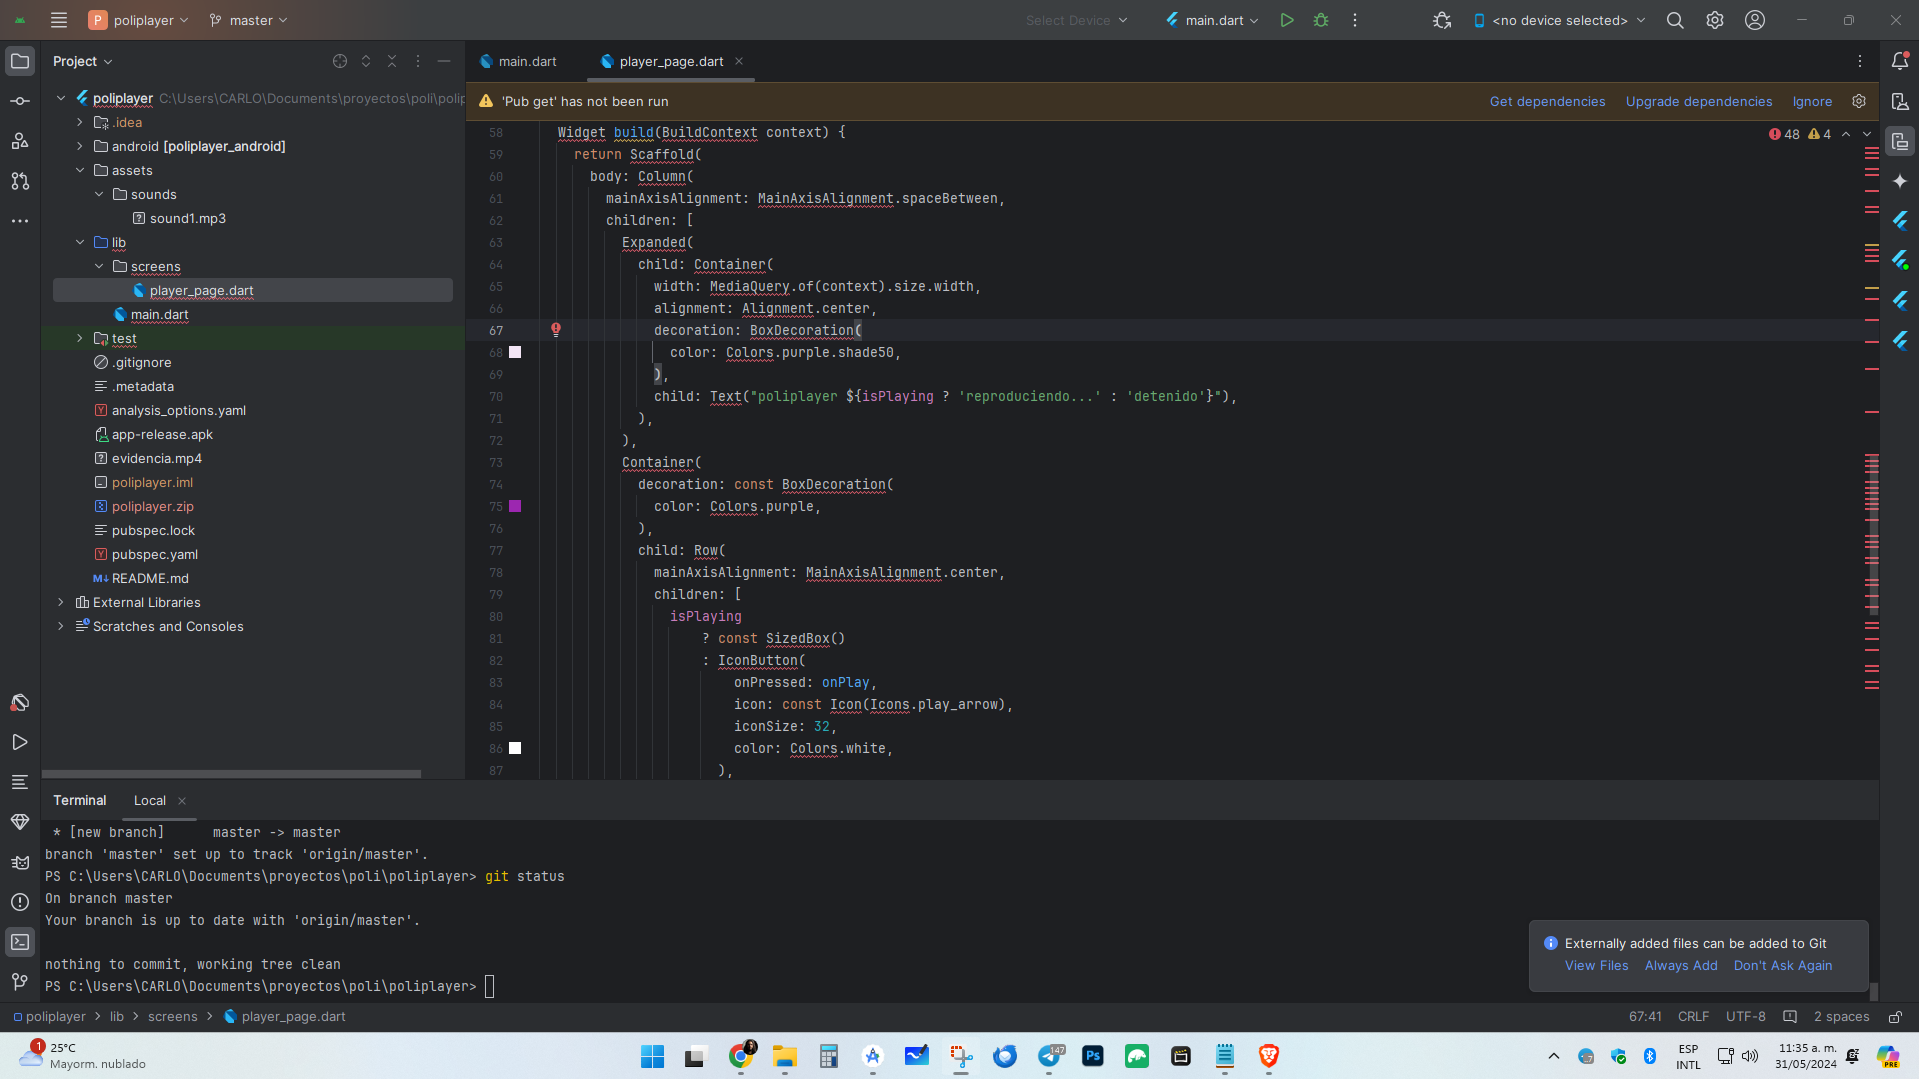 P poliplayer
master
Select Device
main.dart
<no device selected>
Project
main.dart
player_page.dart
'Pub get' has not been run
Get dependencies
Upgrade dependencies
Ignore
poliplayer C:\Users\CARLO\Documents\proyectos\poli\polip
.idea
android [poliplayer_android]
assets
sounds
sound1.mp3
lib
screens
player_page.dart
main.dart
test
.gitignore
.metadata
analysis_options.yaml
app-release.apk
evidencia.mp4
poliplayer.iml
poliplayer.zip
pubspec.lock
pubspec.yaml
M↓ README.md
External Libraries
Scratches and Consoles
48 4
58 Widget build(BuildContext context) {
59 return Scaffold(
60 body: Column(
61 mainAxisAlignment: MainAxisAlignment.spaceBetween,
62 children: [
63 Expanded(
64 child: Container(
65 width: MediaQuery.of(context).size.width,
66 alignment: Alignment.center,
67 decoration: BoxDecoration(
68 color: Colors.purple.shade50,
69 ),
70 child: Text("poliplayer ${isPlaying ? 'reproduciendo...' : 'detenido'}"),
71 ),
72 ),
73 Container(
74 decoration: const BoxDecoration(
75 color: Colors.purple,
76 ),
77 child: Row(
78 mainAxisAlignment: MainAxisAlignment.center,
79 children: [
80 isPlaying
81 ? const SizedBox()
82 : IconButton(
83 onPressed: onPlay,
84 icon: const Icon(Icons.play_arrow),
85 iconSize: 32,
86 color: Colors.white,
87 ),
Terminal
Local
* [new branch] master -> master
branch 'master' set up to track 'origin/master'.
PS C:\Users\CARLO\Documents\proyectos\poli\poliplayer> git status
On branch master
Your branch is up to date with 'origin/master'.
nothing to commit, working tree clean
PS C:\Users\CARLO\Documents\proyectos\poli\poliplayer>
Externally added files can be added to Git
View Files Always Add Don't Ask Again
poliplayer > lib > screens > player_page.dart
67:41 CRLF UTF-8 2 spaces
1
25°C
Mayorm. nublado
147
Ps
ESP
INTL
11:35 a. m.
31/05/2024
PRE